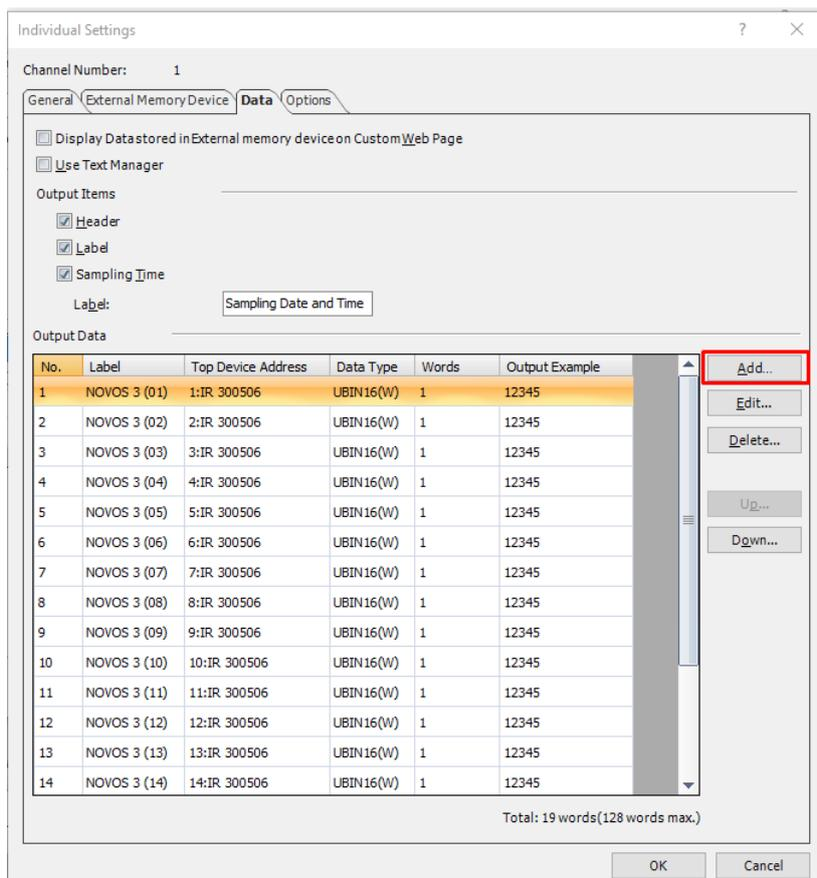 Individual Settings ? ×
Channel Number: 1
General External Memory Device Data Options
Display Data stored in External memory device on Custom Web Page
Use Text Manager
Output Items
Header
Label
Sampling Time
Label: Sampling Date and Time
Output Data
No. Label Top Device Address Data Type Words Output Example
1 NOVOS 3 (01) 1:IR 300506 UBIN16(W) 1 12345
2 NOVOS 3 (02) 2:IR 300506 UBIN16(W) 1 12345
3 NOVOS 3 (03) 3:IR 300506 UBIN16(W) 1 12345
4 NOVOS 3 (04) 4:IR 300506 UBIN16(W) 1 12345
5 NOVOS 3 (05) 5:IR 300506 UBIN16(W) 1 12345
6 NOVOS 3 (06) 6:IR 300506 UBIN16(W) 1 12345
7 NOVOS 3 (07) 7:IR 300506 UBIN16(W) 1 12345
8 NOVOS 3 (08) 8:IR 300506 UBIN16(W) 1 12345
9 NOVOS 3 (09) 9:IR 300506 UBIN16(W) 1 12345
10 NOVOS 3 (10) 10:IR 300506 UBIN16(W) 1 12345
11 NOVOS 3 (11) 11:IR 300506 UBIN16(W) 1 12345
12 NOVOS 3 (12) 12:IR 300506 UBIN16(W) 1 12345
13 NOVOS 3 (13) 13:IR 300506 UBIN16(W) 1 12345
14 NOVOS 3 (14) 14:IR 300506 UBIN16(W) 1 12345
Add...
Edit...
Delete...
Up...
Down...
Total: 19 words(128 words max.)
OK Cancel